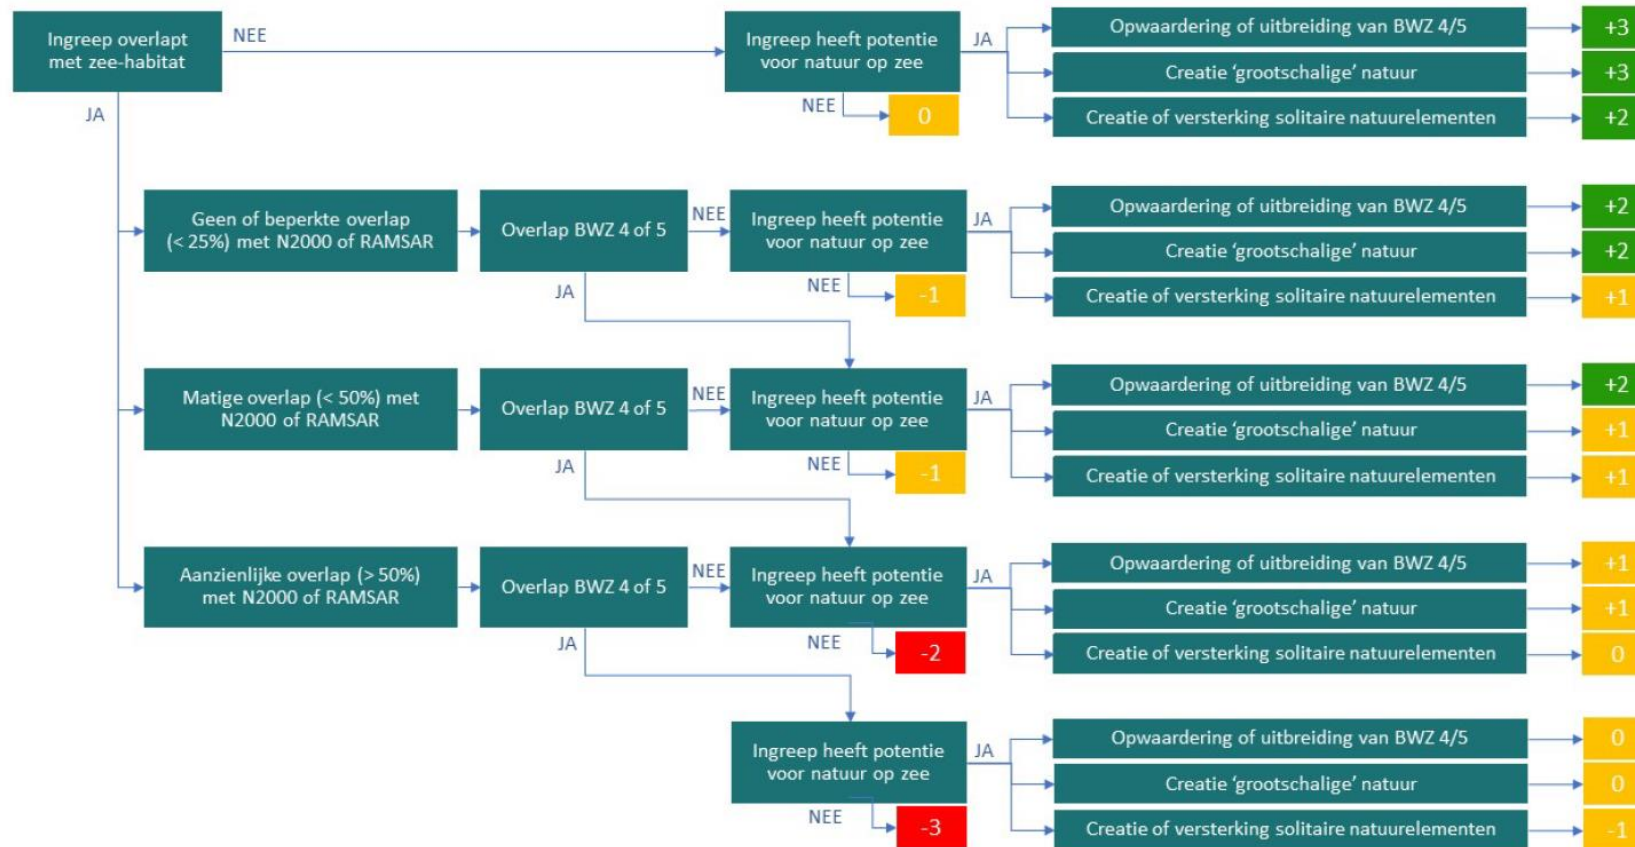 Ingreep overlapt
met zee-habitat
NEE
JA
Ingreep heeft potentie
voor natuur op zee
JA
NEE
0
Opwaardering of uitbreiding van BWZ 4/5
+3
Creatie ‘grootschalige’ natuur
+3
Creatie of versterking solitaire natuurelementen
+2
Geen of beperkte overlap
(< 25%) met N2000 of RAMSAR
Overlap BWZ 4 of 5
NEE
JA
Ingreep heeft potentie
voor natuur op zee
JA
NEE
-1
Opwaardering of uitbreiding van BWZ 4/5
+2
Creatie ‘grootschalige’ natuur
+2
Creatie of versterking solitaire natuurelementen
+1
Matige overlap (< 50%) met
N2000 of RAMSAR
Overlap BWZ 4 of 5
NEE
JA
Ingreep heeft potentie
voor natuur op zee
JA
NEE
-1
Opwaardering of uitbreiding van BWZ 4/5
+2
Creatie ‘grootschalige’ natuur
+1
Creatie of versterking solitaire natuurelementen
+1
Aanzienlijke overlap (> 50%)
met N2000 of RAMSAR
Overlap BWZ 4 of 5
NEE
JA
Ingreep heeft potentie
voor natuur op zee
JA
NEE
-2
Opwaardering of uitbreiding van BWZ 4/5
+1
Creatie ‘grootschalige’ natuur
+1
Creatie of versterking solitaire natuurelementen
0
Ingreep heeft potentie
voor natuur op zee
JA
NEE
-3
Opwaardering of uitbreiding van BWZ 4/5
0
Creatie ‘grootschalige’ natuur
0
Creatie of versterking solitaire natuurelementen
-1